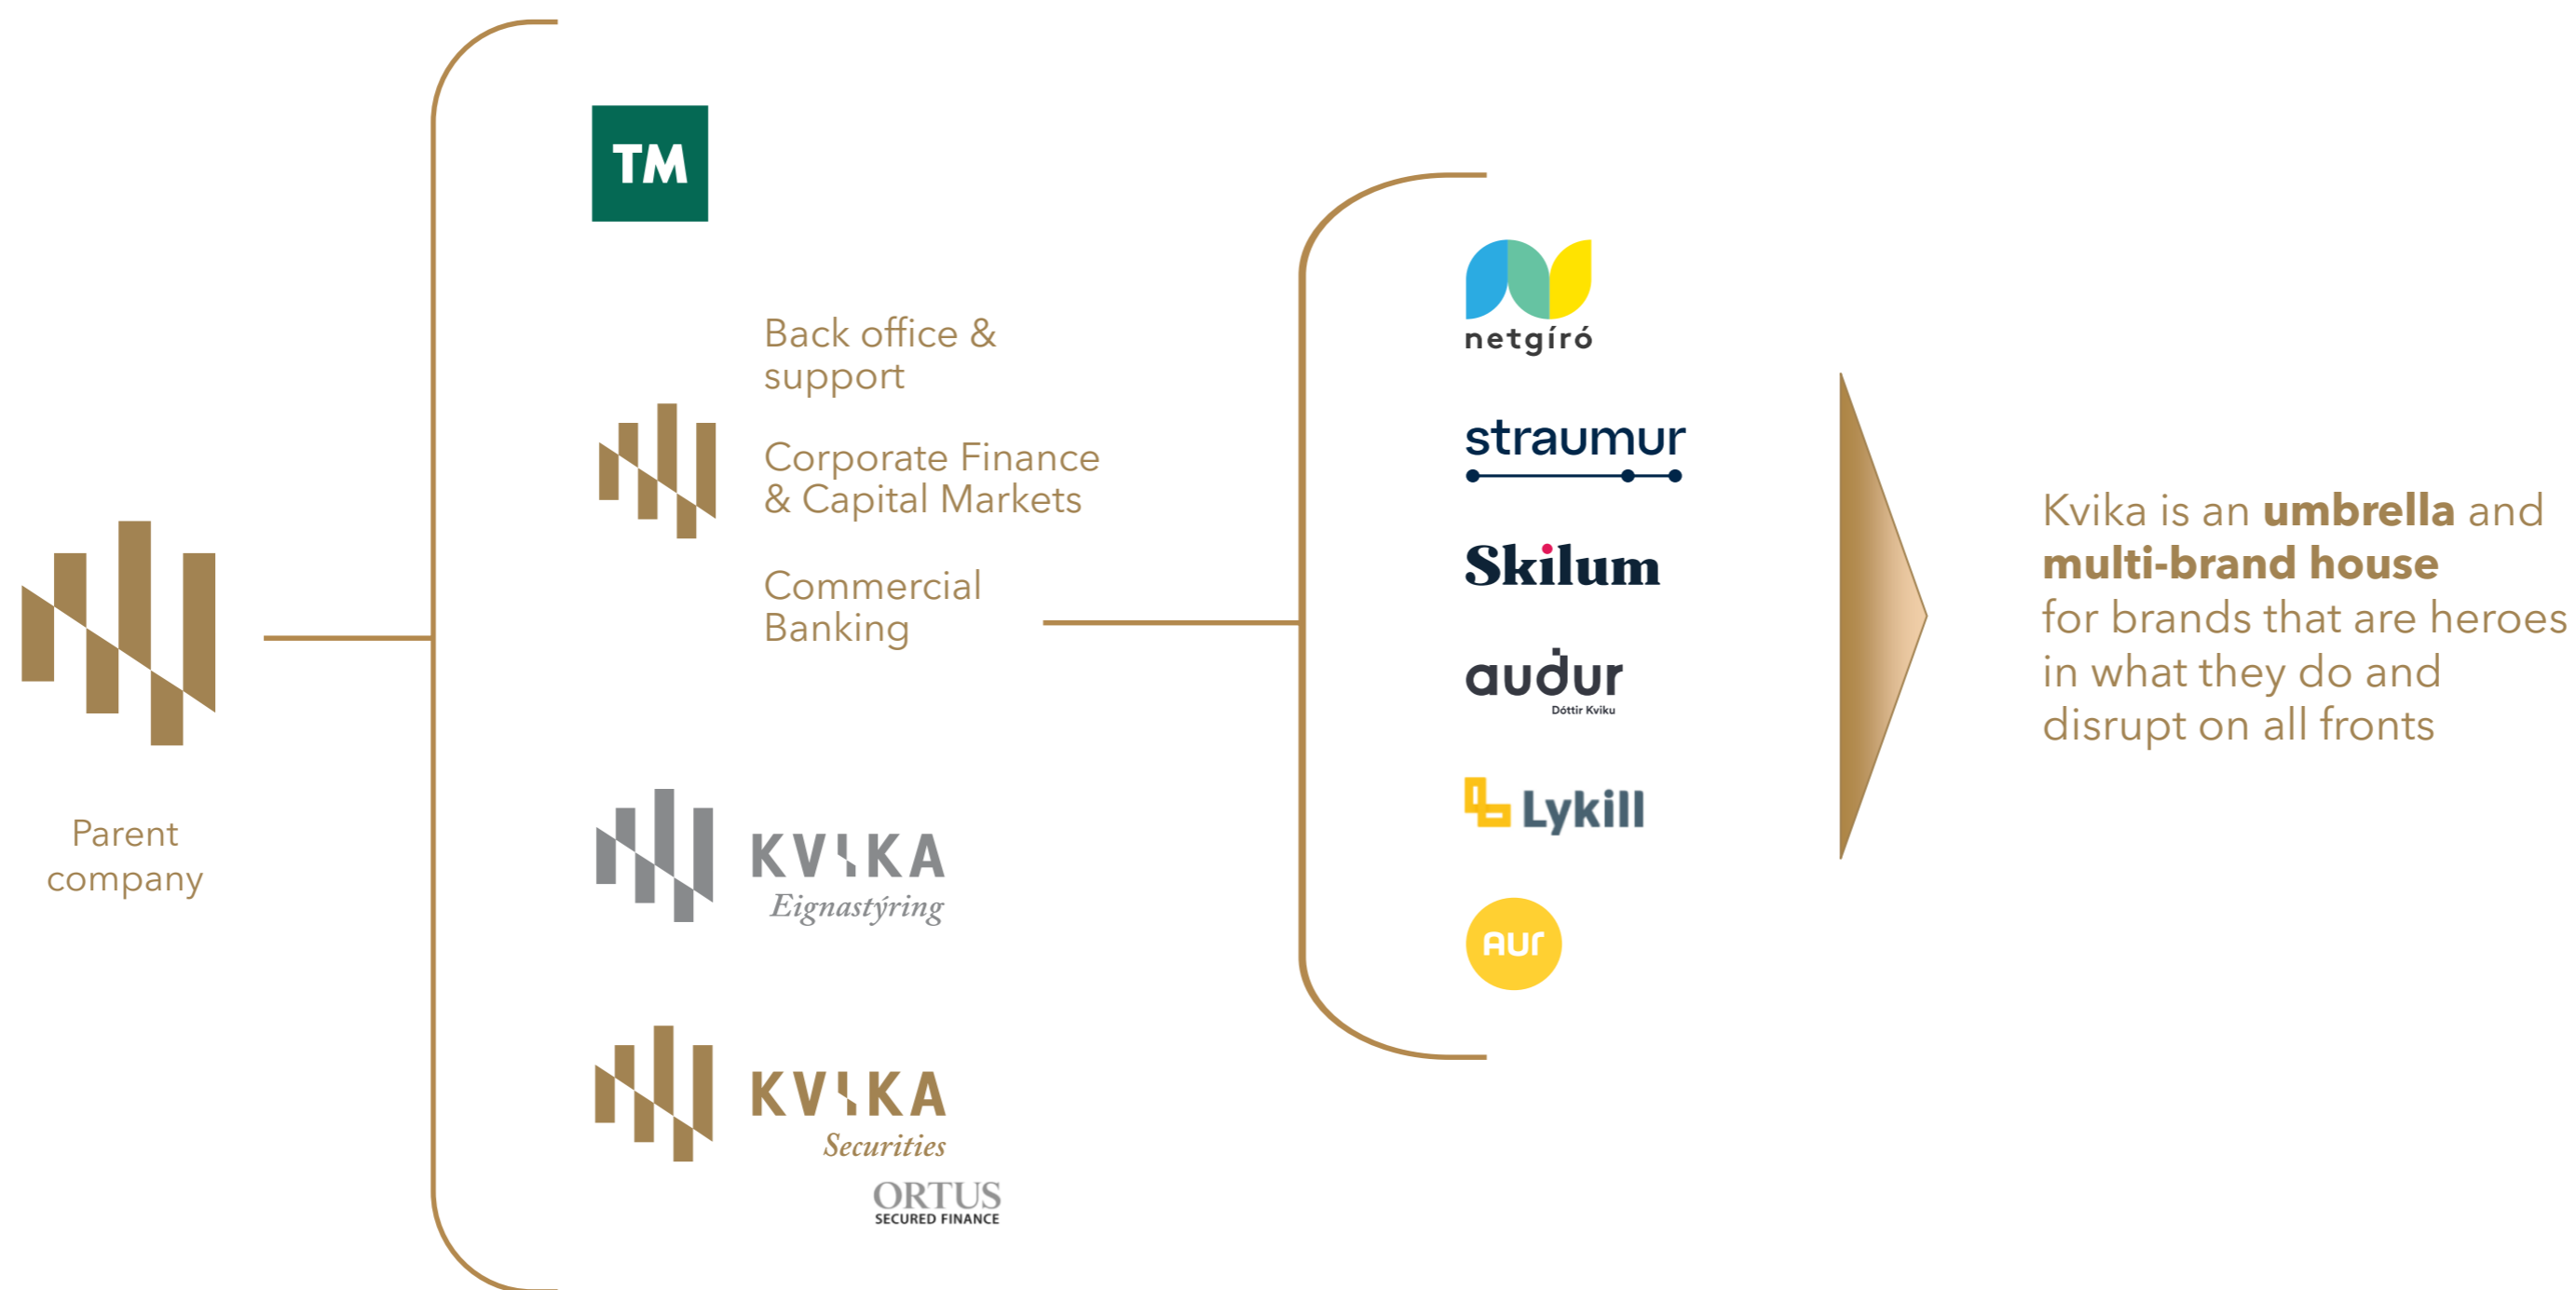 Parent
company
TM
Back office &
support
Corporate Finance
& Capital Markets
Commercial
Banking
KVIKA
Eignastýring
KVIKA
Securities
ORTUS
SECURED FINANCE
netgíró
straumur
Skilum
auður
Dóttir Kviku
Lykill
aur
Kvika is an umbrella and
multi-brand house
for brands that are heroes
in what they do and
disrupt on all fronts